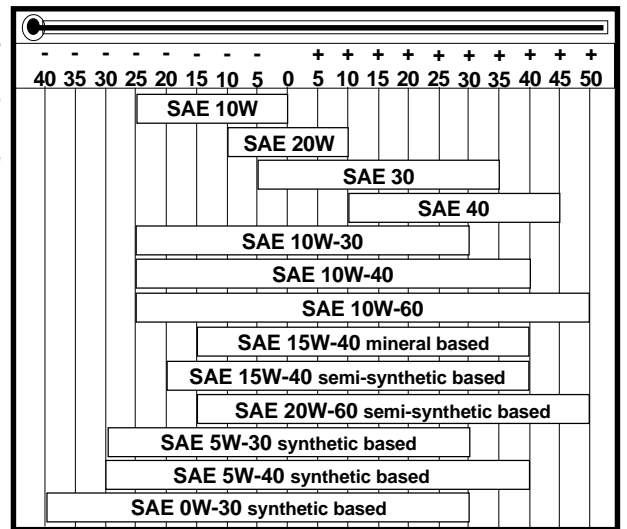 - - - - - - - - + + + + + + + + + +
40 35 30 25 20 15 10 5 0 5 10 15 20 25 30 35 40 45 50
SAE 10W
SAE 20W
SAE 30
SAE 40
SAE 10W-30
SAE 10W-40
SAE 10W-60
SAE 15W-40 mineral based
SAE 15W-40 semi-synthetic based
SAE 20W-60 semi-synthetic based
SAE 5W-30 synthetic based
SAE 5W-40 synthetic based
SAE 0W-30 synthetic based